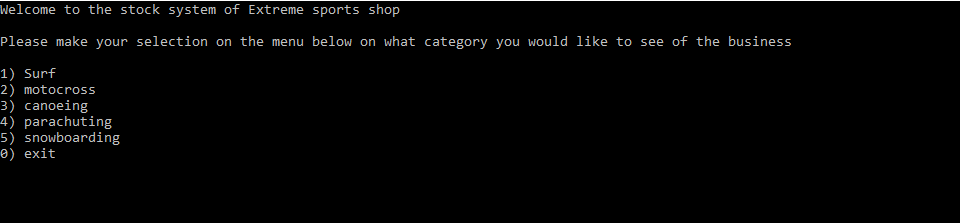 Welcome to the stock system of Extreme sports shop
Please make your selection on the menu below on what category you would like to see of the business
1) Surf
2) motocross
3) canoeing
4) parachuting
5) snowboarding
0) exit